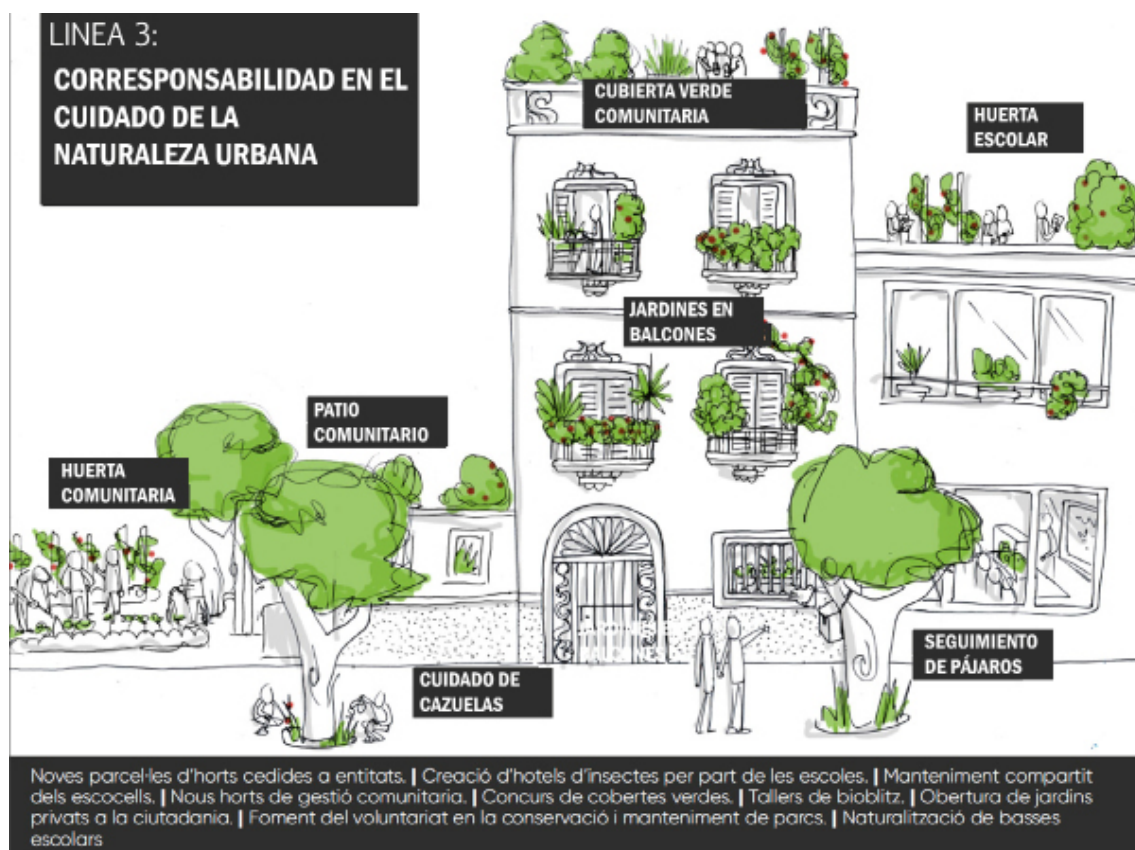 LINEA 3:
CORRESPONSABILIDAD EN EL
CUIDADO DE LA
NATURALEZA URBANA
CUBIERTA VERDE
COMUNITARIA
HUERTA
ESCOLAR
JARDINES EN
BALCONES
PATIO
COMUNITARIO
HUERTA
COMUNITARIA
CUIDADO DE
CAZUELAS
SEGUIMIENTO
DE PÁJAROS
Noves parcel·les d'horts cedides a entitats. | Creació d'hotels d'insectes per part de les escoles. | Manteniment compartit
dels escocells. | Nous horts de gestió comunitaria. | Concurs de cobertes verdes. | Tallers de bioblitz. | Obertura de jardins
privats a la ciutadania. | Foment del voluntariat en la conservació i manteniment de parcs. | Naturalització de basses
escolars